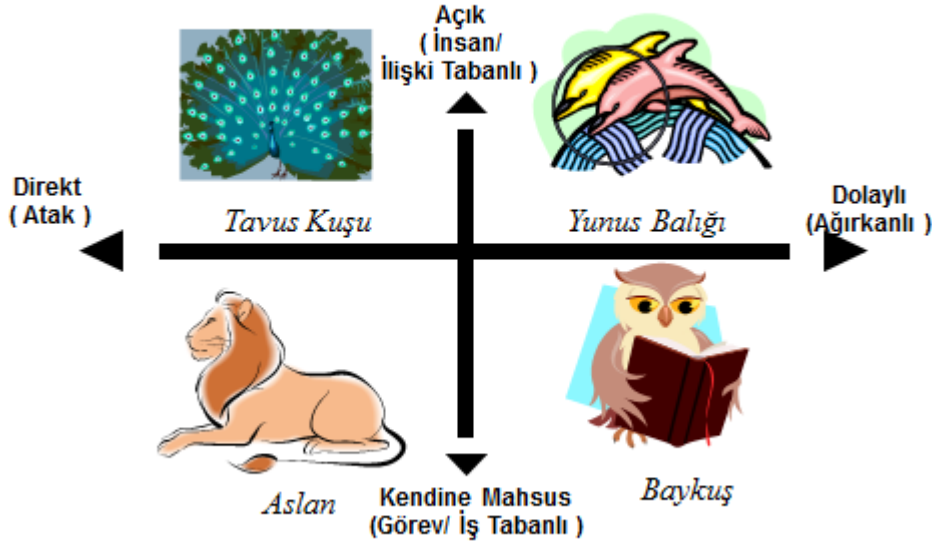 Açık
( İnsan/
İlişki Tabanlı )
Direkt
( Atak )
Dolaylı
(Ağırkanlı )
Tavus Kuşu
Yunus Balığı
Aslan
Kendine Mahsus
(Görev/ İş Tabanlı )
Baykuş